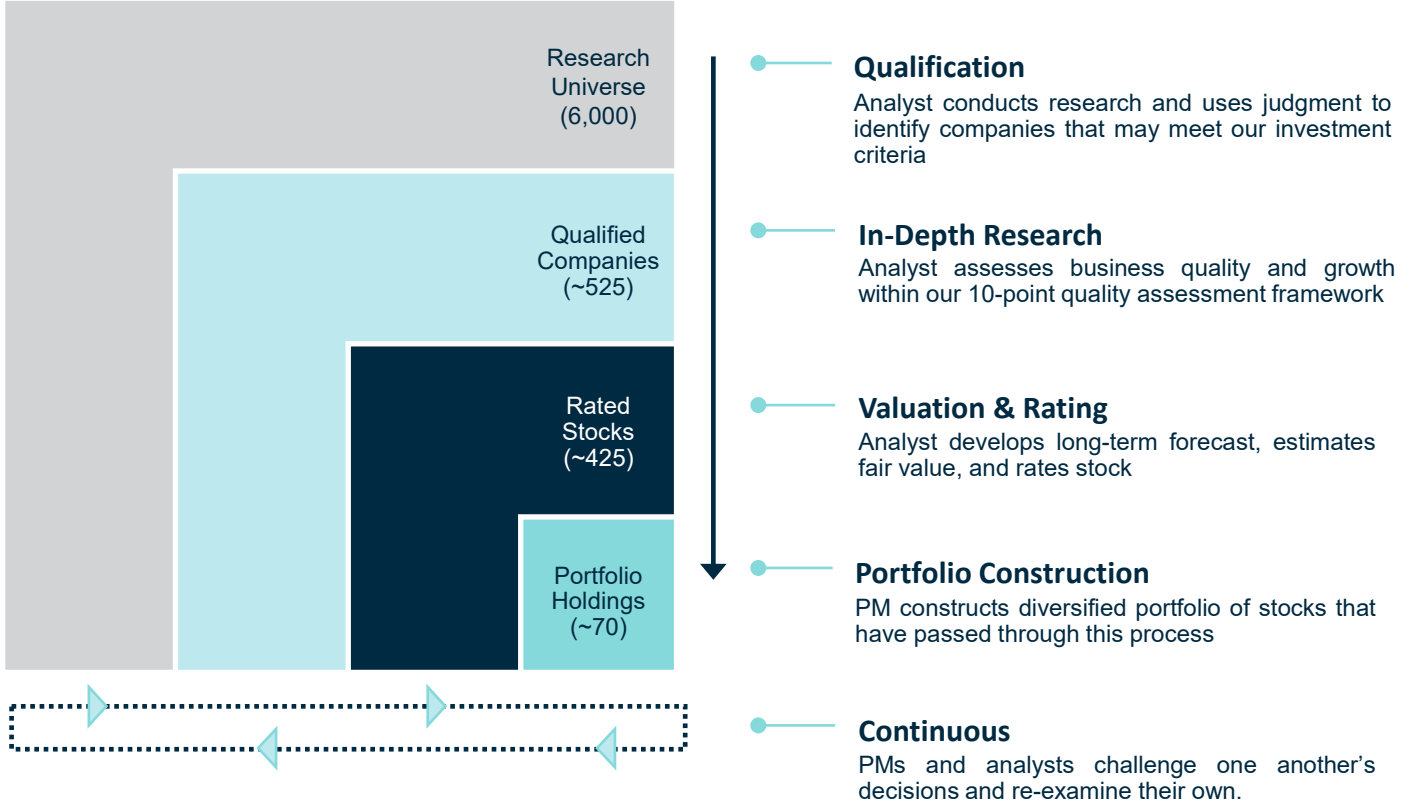 Research
Universe
(6,000)
Qualified
Companies
(~525)
Rated
Stocks
(~425)
Portfolio
Holdings
(~70)
Qualification
Analyst conducts research and uses judgment to
identify companies that may meet our investment
criteria
In-Depth Research
Analyst assesses business quality and growth
within our 10-point quality assessment framework
Valuation & Rating
Analyst develops long-term forecast, estimates
fair value, and rates stock
Portfolio Construction
PM constructs diversified portfolio of stocks that
have passed through this process
Continuous
PMs and analysts challenge one another’s
decisions and re-examine their own.